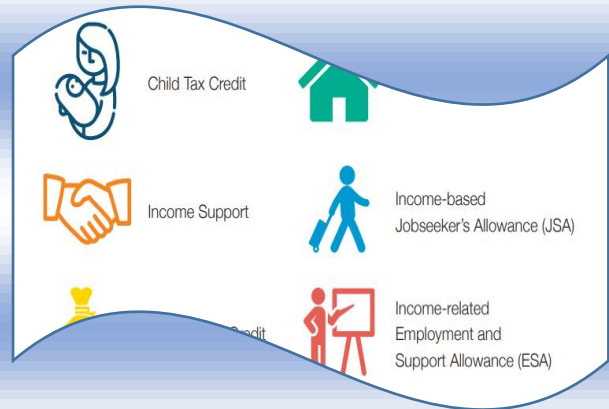 Child Tax Credit
Income Support
Income-based
Jobseeker's Allowance (JSA)
Income-related
Employment and
Support Allowance (ESA)